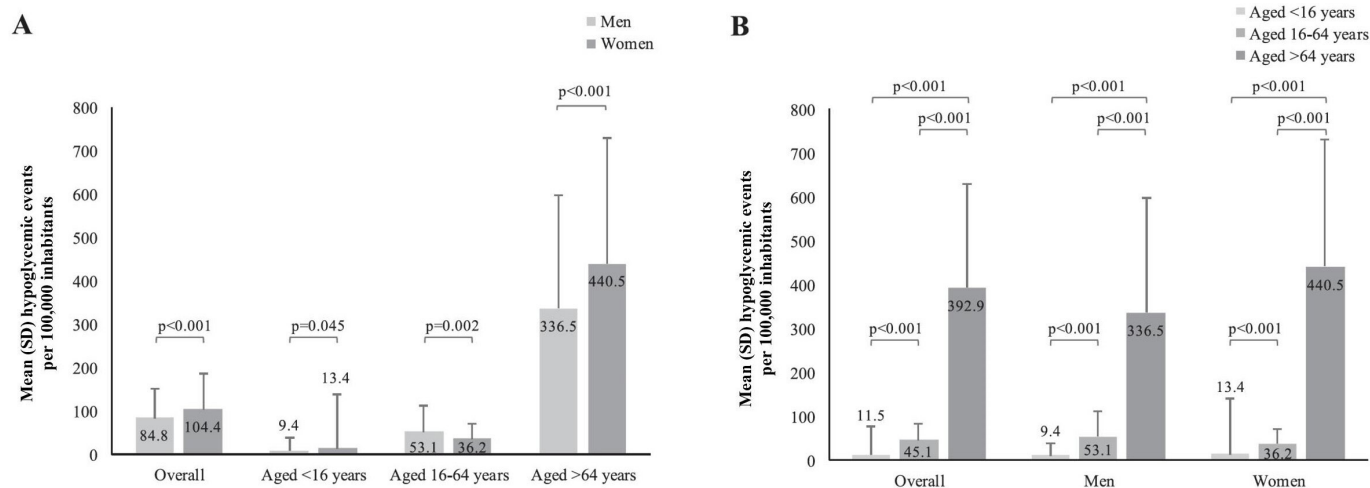 A
Men
Women
Mean (SD) hypoglycemic events
per 100,000 inhabitants
800
700
600
500
400
300
200
100
0
p<0.001
p=0.045
p=0.002
p<0.001
84.8
104.4
9.4
13.4
53.1
36.2
336.5
440.5
Overall
Aged <16 years
Aged 16-64 years
Aged >64 years
B
Aged <16 years
Aged 16-64 years
Aged >64 years
Mean (SD) hypoglycemic events
per 100,000 inhabitants
800
700
600
500
400
300
200
100
0
p<0.001
p<0.001
p<0.001
p<0.001
p<0.001
p<0.001
p<0.001
p<0.001
p<0.001
11.5
45.1
392.9
9.4
53.1
336.5
13.4
36.2
440.5
Overall
Men
Women